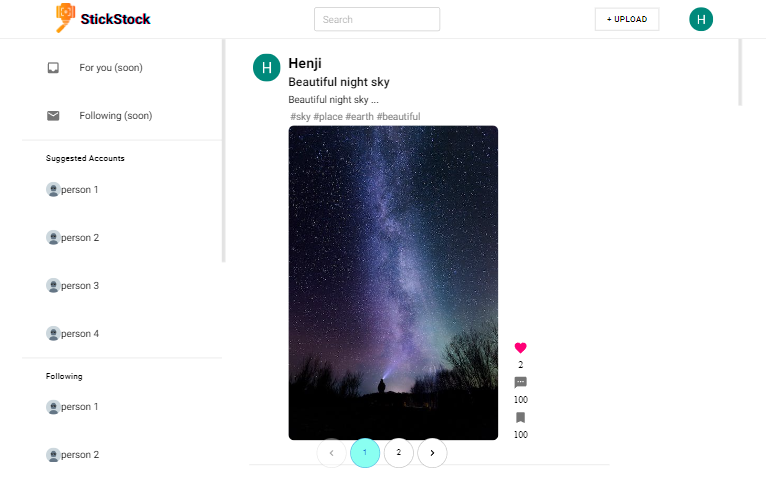 StickStock
Search
+ UPLOAD
H
For you (soon)
Following (soon)
Suggested Accounts
person 1
person 2
person 3
person 4
Following
person 1
person 2
H
Henji
Beautiful night sky
Beautiful night sky ...
#sky #place #earth #beautiful
2
100
100
1
2